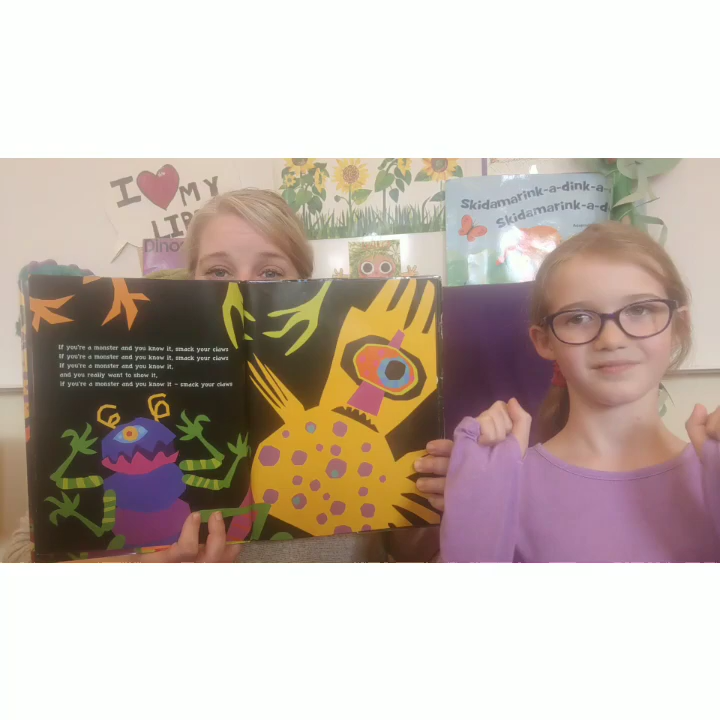 I MY
LI
Dino
Skidamarink-a-dink-a-
Skidamarink-a-d
If you're a monster and you know it, smack your claws
If you're a monster and you know it, smack your claws
If you're a monster and you know it,
and you really want to show it,
If you're a monster and you know it – smack your claws